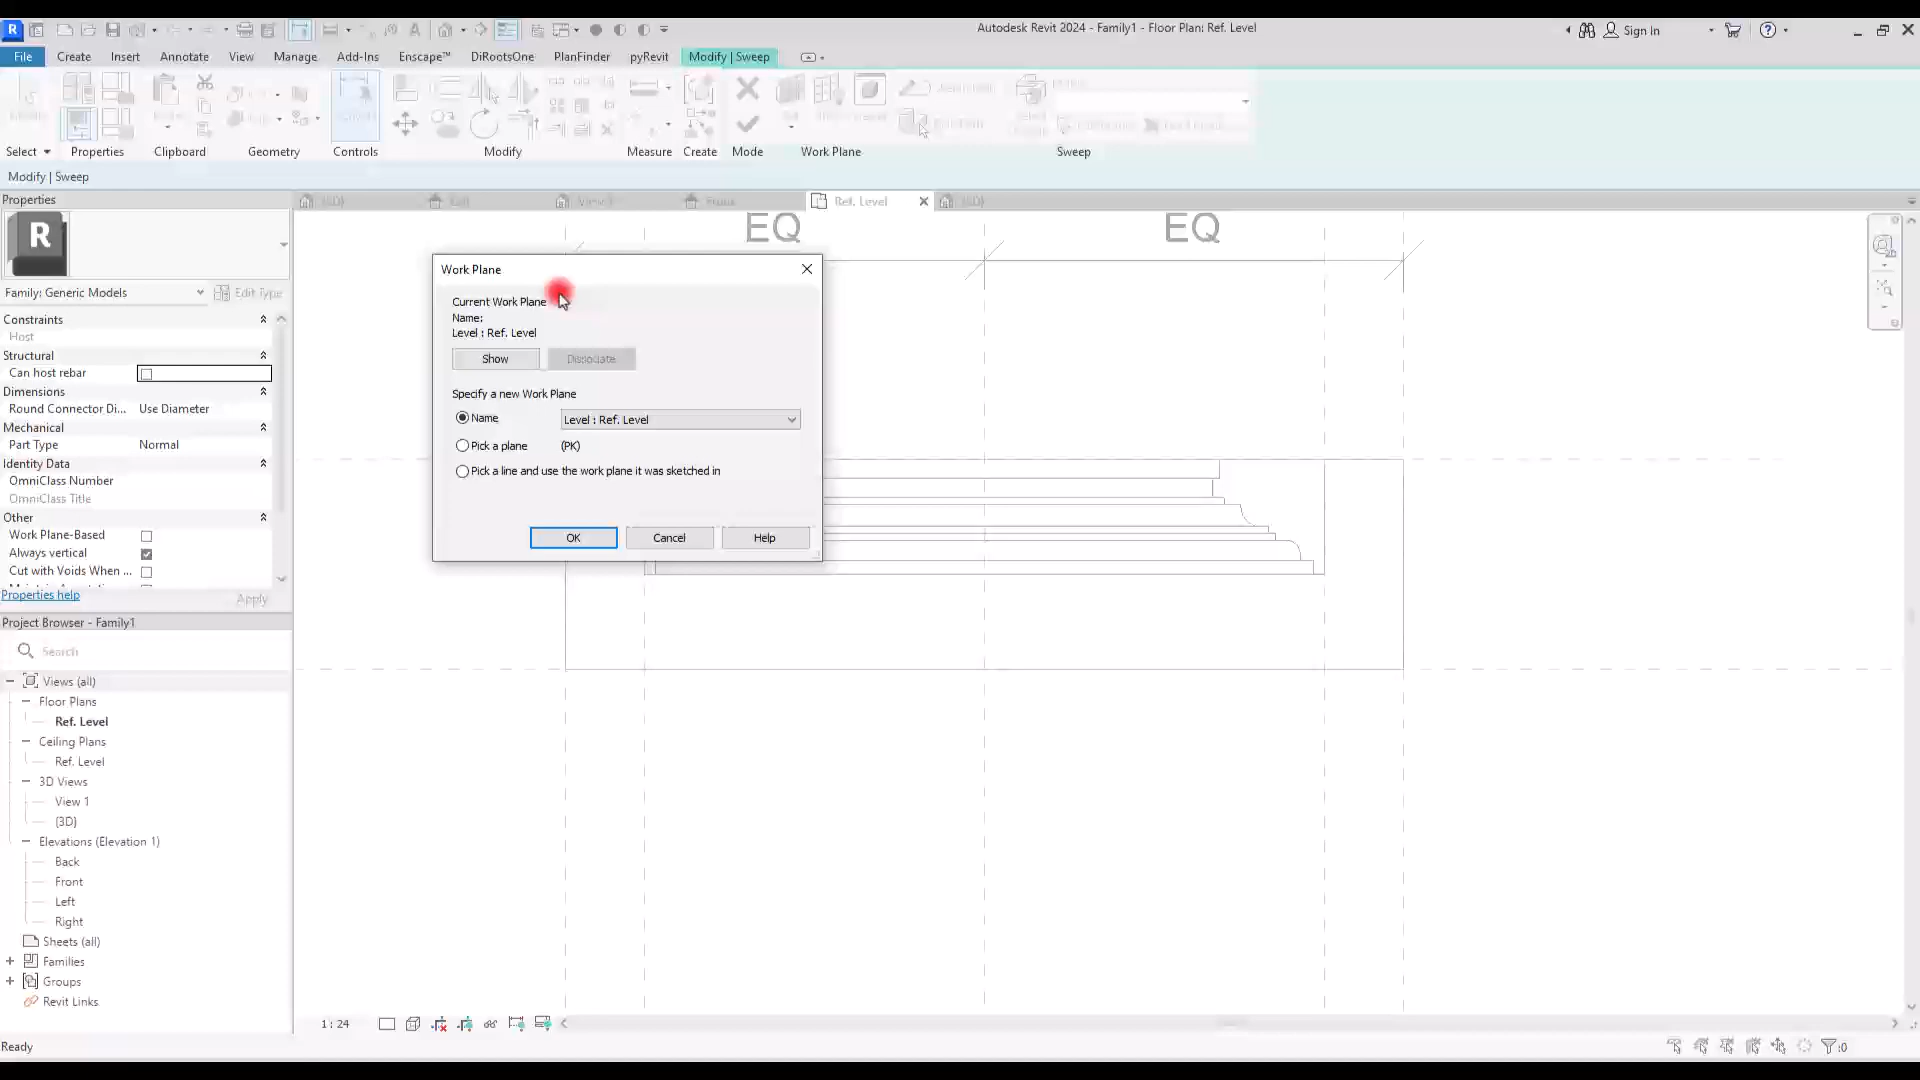 Autodesk Revit 2024 - Family1 - Floor Plan: Ref. Level
Sign In
File Create Insert Annotate View Manage Add-Ins Enscape™ DiRootsOne PlanFinder pyRevit Modify | Sweep
Select Properties Clipboard Geometry Controls Modify Measure Create Mode Work Plane Sweep
Modify | Sweep
Properties
Ref. Level
R
Family: Generic Models
Edit Type
Constraints
Host
Structural
Can host rebar
Dimensions
Round Connector Di... Use Diameter
Mechanical
Part Type Normal
Identity Data
OmniClass Number
OmniClass Title
Other
Work Plane-Based
Always vertical
Cut with Voids When ...
Properties help
Apply
Project Browser - Family1
Search
Views (all)
Floor Plans
Ref. Level
Ceiling Plans
Ref. Level
3D Views
View 1
{3D}
Elevations (Elevation 1)
Back
Front
Left
Right
Sheets (all)
Families
Groups
Revit Links
EQ EQ
Work Plane
Current Work Plane
Name:
Level : Ref. Level
Show Dissociate
Specify a new Work Plane
Name Level : Ref. Level
Pick a plane (PK)
Pick a line and use the work plane it was sketched in
OK Cancel Help
1 : 24
Ready
:0